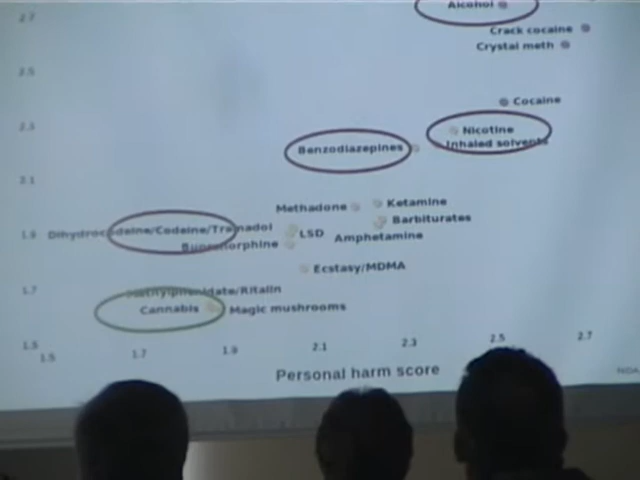 2.7
Alcohol
Crack cocaine
Crystal meth
2.5
Cocaine
2.3
Nicotine
Inhaled solvents
Benzodiazepines
2.1
Methadone
Ketamine
Barbiturates
1.9
Dihydrocodeine/Codeine/Tramadol
LSD
Amphetamine
Buprenorphine
Ecstasy/MDMA
1.7
Methylphenidate/Ritalin
Cannabis
Magic mushrooms
1.5
1.5 1.7 1.9 2.1 2.3 2.5 2.7
Personal harm score